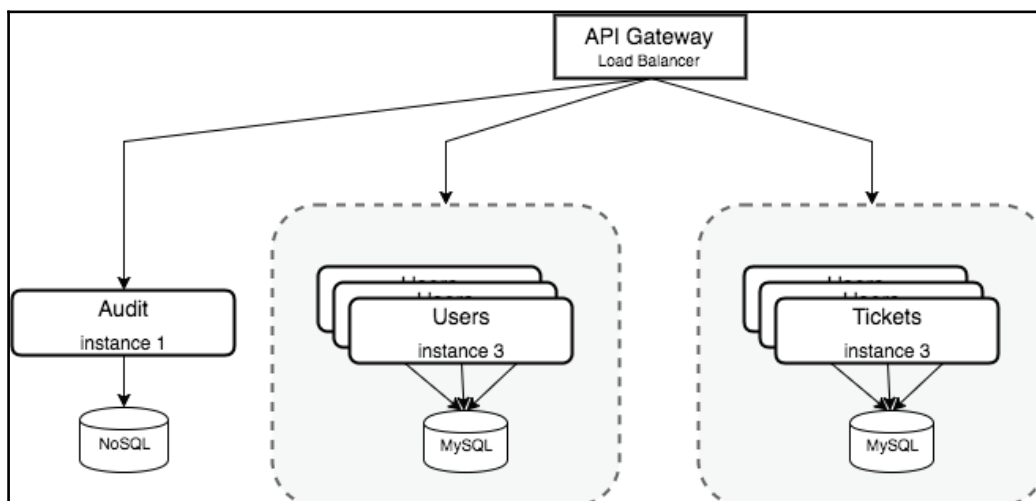 API Gateway
Load Balancer
Audit
instance 1
NoSQL
Users
instance 3
MySQL
Tickets
instance 3
MySQL